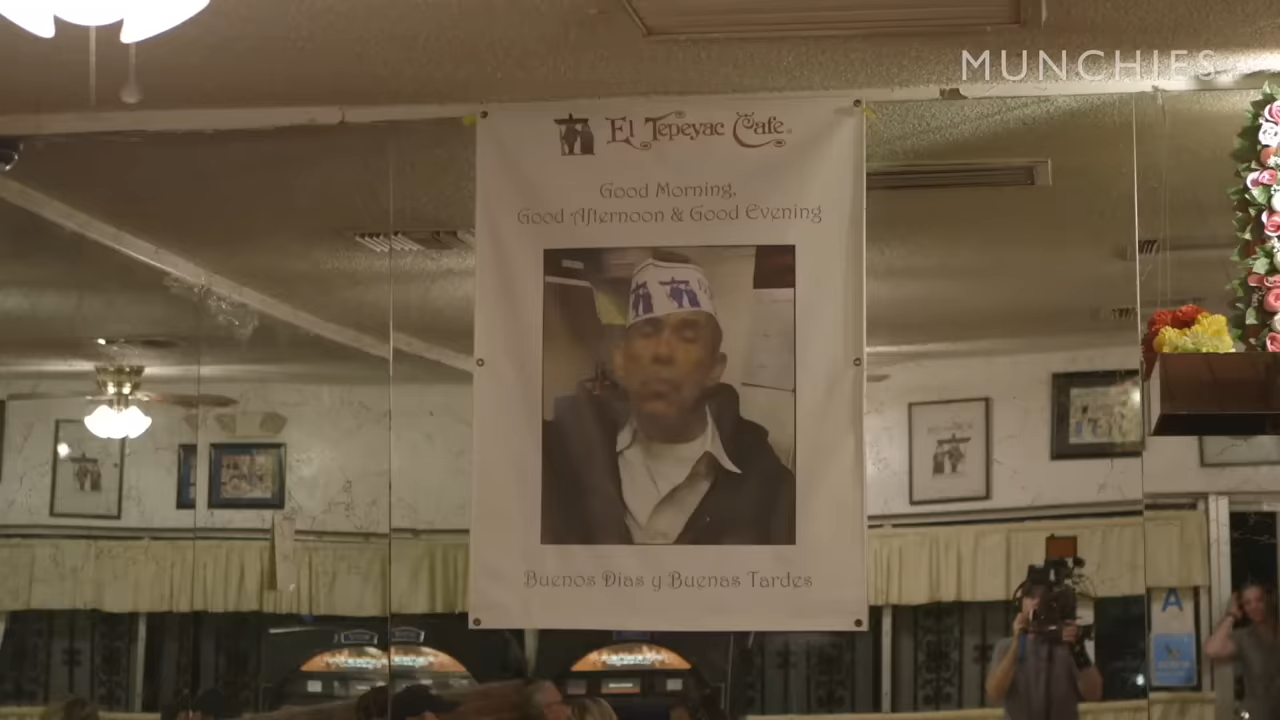 MUNCHIES
El Tepeyac Cafe
Good Morning,
Good Afternoon & Good Evening
Buenos Dias y Buenas Tardes
A